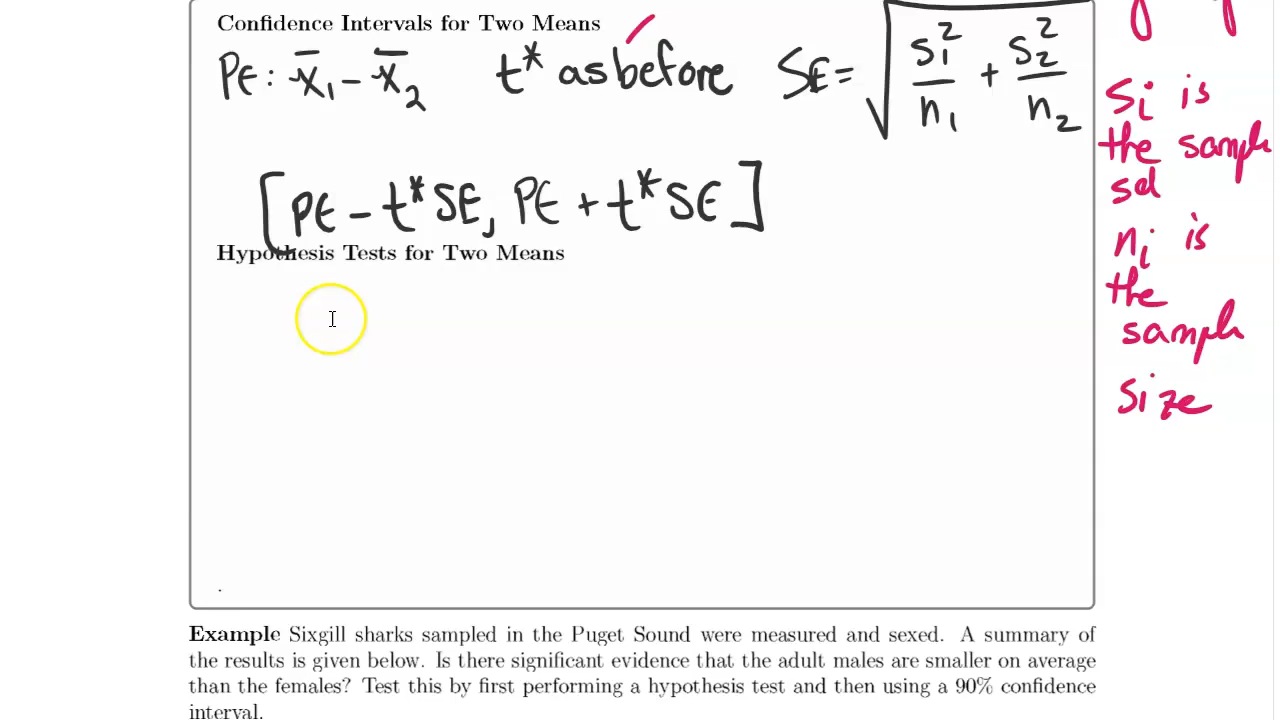 Confidence Intervals for Two Means
PE: x̄₁ - x̄₂ t* as before SE = √(s₁²/n₁ + s₂²/n₂)
[PE - t*SE, PE + t*SE]
Hypothesis Tests for Two Means
Example Sixgill sharks sampled in the Puget Sound were measured and sexed. A summary of
the results is given below. Is there significant evidence that the adult males are smaller on average
than the females? Test this by first performing a hypothesis test and then using a 90% confidence
interval.
Si is
the sample
sd
ni is
the
sample
size